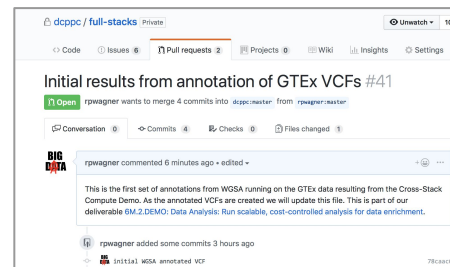 dcppc / full-stacks Private
Unwatch 10
Code Issues 6 Pull requests 2 Projects 0 Wiki Insights Settings
Initial results from annotation of GTEx VCFs #41
Open rpwagner wants to merge 4 commits into dcppc:master from rpwagner:master
Conversation 0 Commits 4 Checks 0 Files changed 1
BIG
DATA
rpwagner commented 6 minutes ago • edited
This is the first set of annotations from WGSA running on the GTEx data resulting from the Cross-Stack
Compute Demo. As the annotated VCFs are created we will update this file. This is part of our
deliverable 6M.2.DEMO: Data Analysis: Run scalable, cost-controlled analysis for data enrichment.
rpwagner added some commits 3 hours ago
initial WGSA annotated VCF